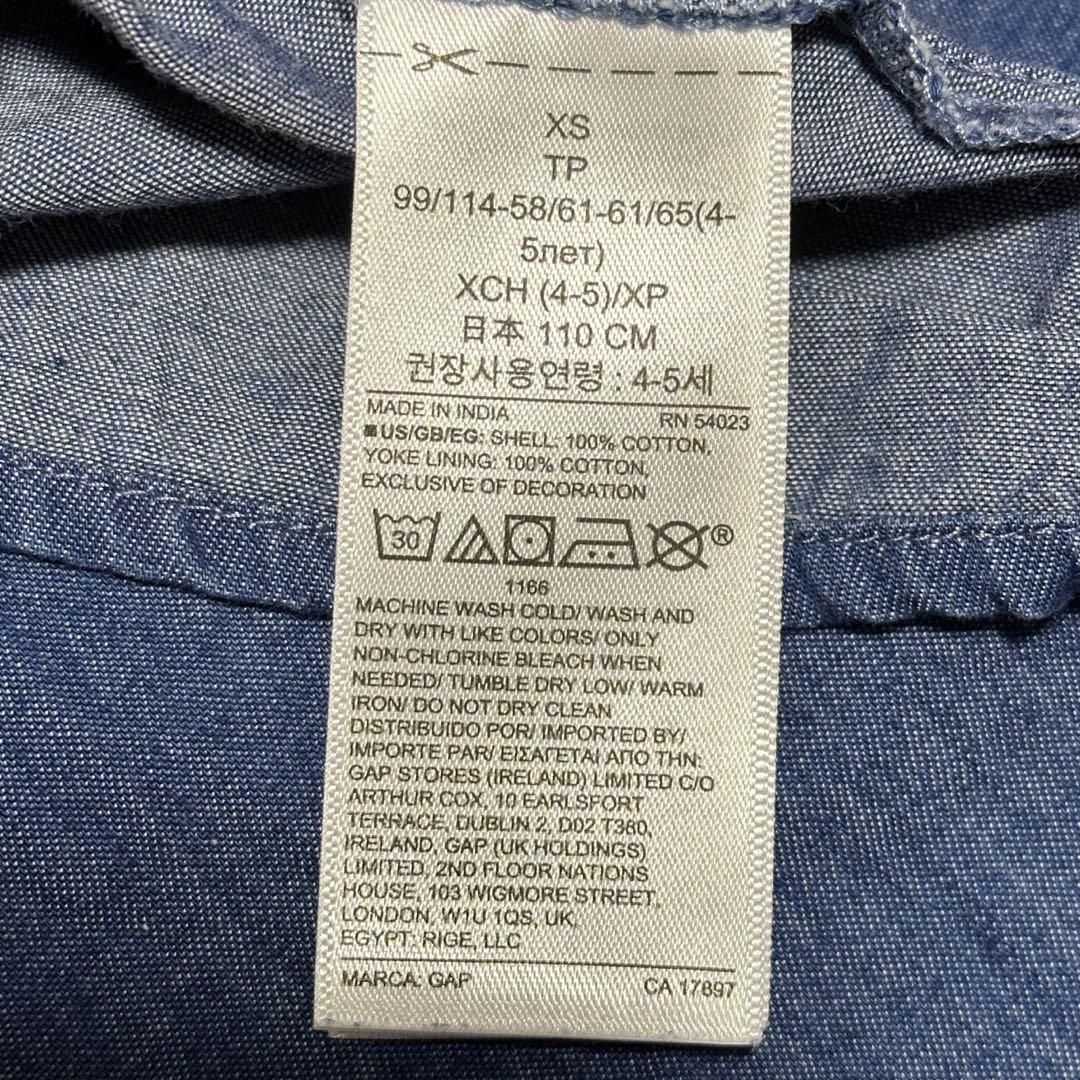 XS
TP
99/114-58/61-61/65(4-
5лет)
XCH (4-5)/XP
日本 110 CM
권장사용연령 : 4-5세
MADE IN INDIA RN 54023
■US/GB/EG: SHELL: 100% COTTON,
YOKE LINING: 100% COTTON,
EXCLUSIVE OF DECORATION
30 ®
1166
MACHINE WASH COLD/ WASH AND
DRY WITH LIKE COLORS/ ONLY
NON-CHLORINE BLEACH WHEN
NEEDED/ TUMBLE DRY LOW/ WARM
IRON/ DO NOT DRY CLEAN
DISTRIBUIDO POR/ IMPORTED BY/
IMPORTE PAR/ ΕΙΣΑΓΕΤΑΙ ΑΠΟ ΤΗΝ:
GAP STORES (IRELAND) LIMITED C/O
ARTHUR COX, 10 EARLSFORT
TERRACE, DUBLIN 2, D02 T380,
IRELAND, GAP (UK HOLDINGS)
LIMITED, 2ND FLOOR NATIONS
HOUSE, 103 WIGMORE STREET,
LONDON, W1U 1QS, UK,
EGYPT: RIGE, LLC
MARCA: GAP CA 17897